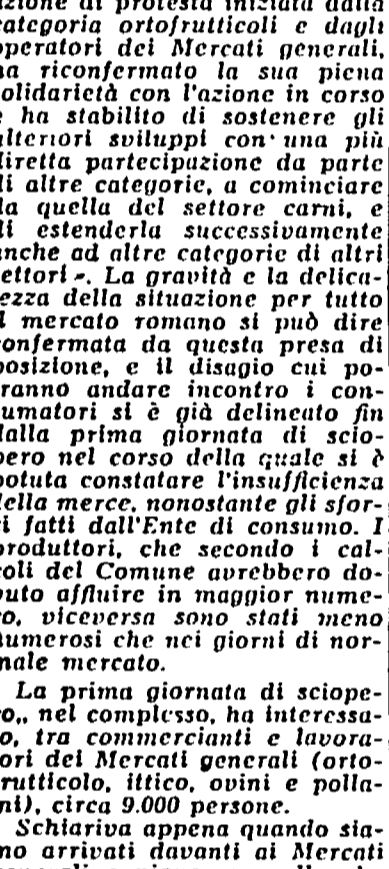 azione di protesta iniziata dalla
categoria ortofrutticoli e dagli
operatori dei Mercati generali,
ha riconfermato la sua piena
solidarietà con l'azione in corso
e ha stabilito di sostenere gli
ulteriori sviluppi con una più
diretta partecipazione da parte
di altre categorie, a cominciare
da quella del settore carni, e
di estenderla successivamente
anche ad altre categorie di altri
settori ». La gravità e la delica-
tezza della situazione per tutto
il mercato romano si può dire
confermata da questa presa di
posizione, e il disagio cui po-
tranno andare incontro i con-
sumatori si è già delineato fin
dalla prima giornata di scio-
pero nel corso della quale si è
potuta constatare l'insufficienza
della merce, nonostante gli sfor-
zi fatti dall'Ente di consumo. I
produttori, che secondo i cal-
coli del Comune avrebbero do-
vuto affluire in maggior nume-
ro, viceversa sono stati meno
numerosi che nei giorni di nor-
male mercato.
La prima giornata di sciope-
ro,, nel complesso, ha interessa-
to, tra commercianti e lavora-
tori dei Mercati generali (orto-
frutticolo, ittico, ovini e polla-
mi), circa 9.000 persone.
Schiariva appena quando sia-
mo arrivati davanti ai Mercati